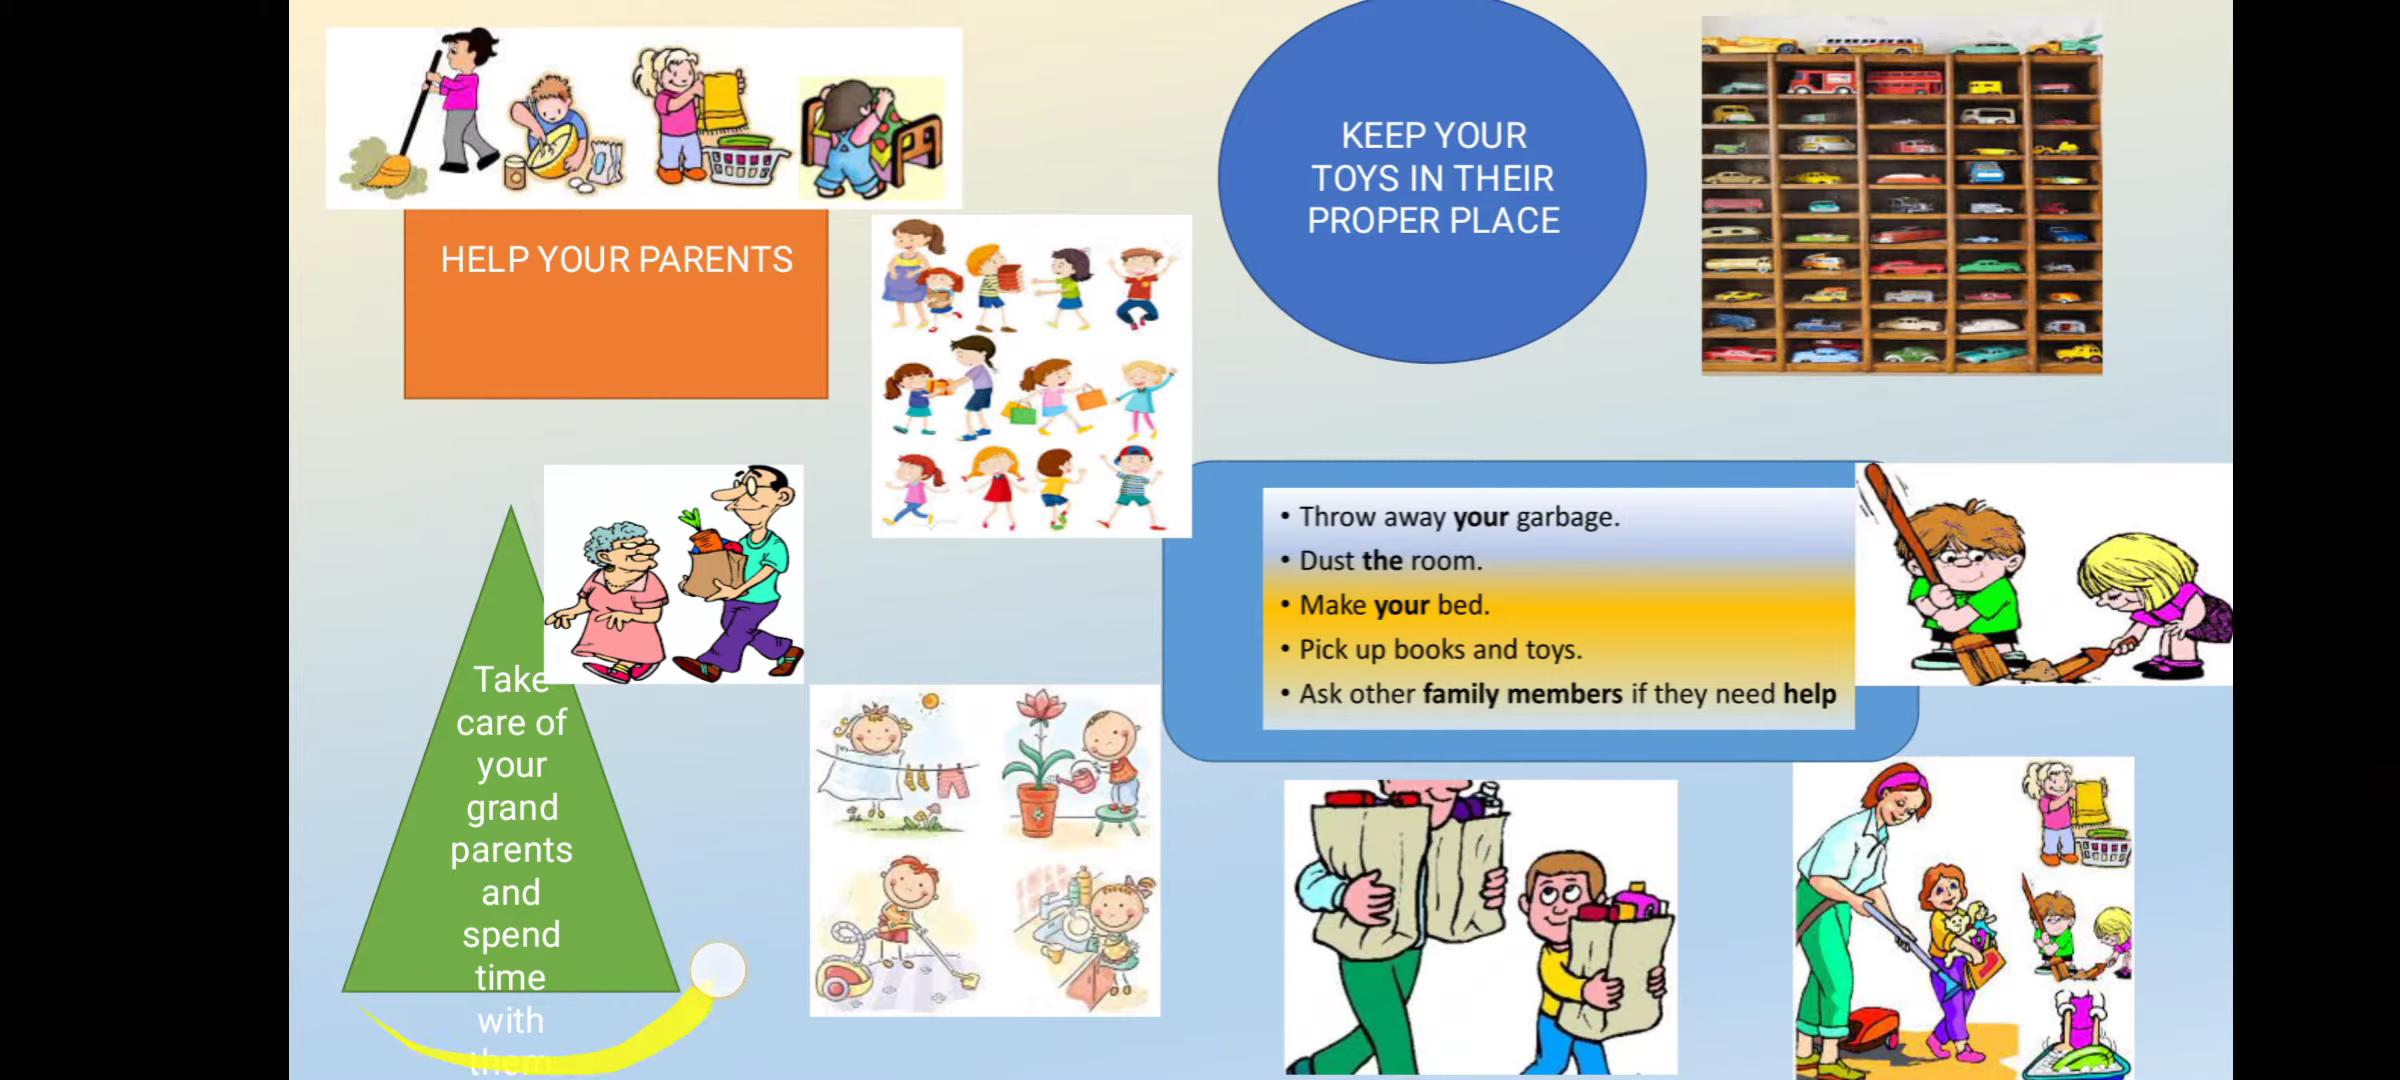 HELP YOUR PARENTS
KEEP YOUR
TOYS IN THEIR
PROPER PLACE
• Throw away your garbage.
• Dust the room.
• Make your bed.
• Pick up books and toys.
• Ask other family members if they need help
Take
care of
your
grand
parents
and
spend
time
with
them